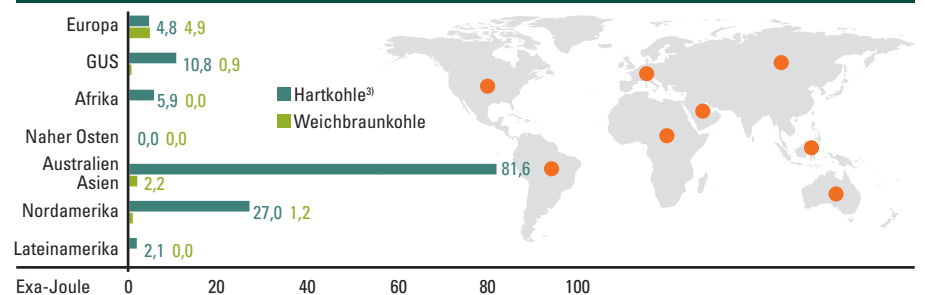 Europa 4,8 4,9
GUS 10,8 0,9
Afrika 5,9 0,0
Hartkohle³⁾
Weichbraunkohle
Naher Osten 0,0 0,0
Australien 81,6
Asien 2,2
Nordamerika 27,0 1,2
Lateinamerika 2,1 0,0
Exa-Joule 0 20 40 60 80 100